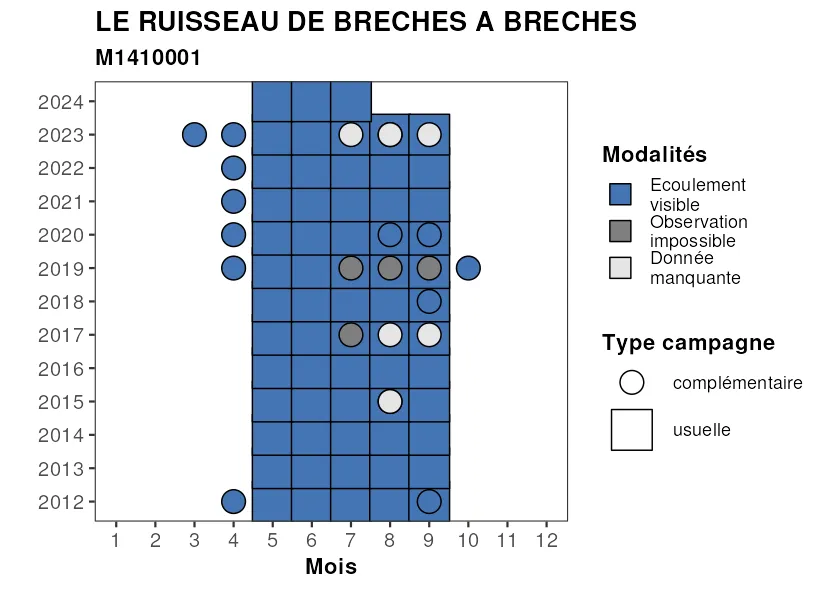 LE RUISSEAU DE BRECHES A BRECHES
M1410001
2024
2023
2022
2021
2020
2019
2018
2017
2016
2015
2014
2013
2012
1 2 3 4 5 6 7 8 9 10 11 12
Mois
Modalités
Ecoulement
visible
Observation
impossible
Donnée
manquante
Type campagne
complémentaire
usuelle